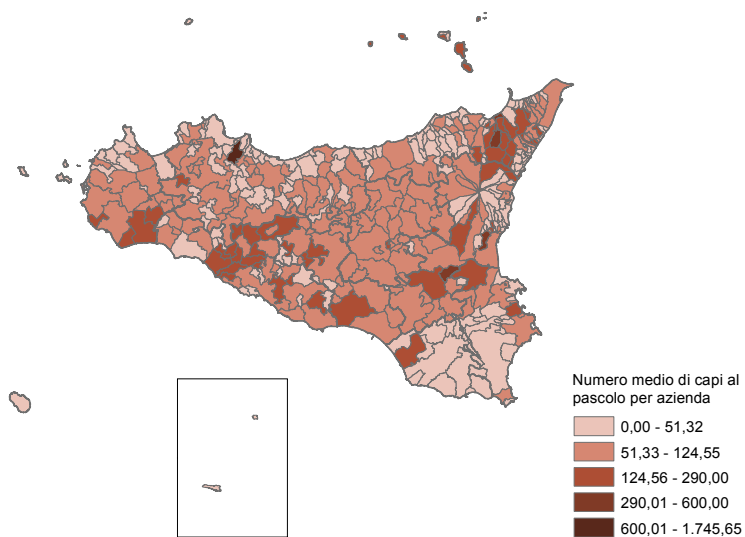 Numero medio di capi al
pascolo per azienda
0,00 - 51,32
51,33 - 124,55
124,56 - 290,00
290,01 - 600,00
600,01 - 1.745,65